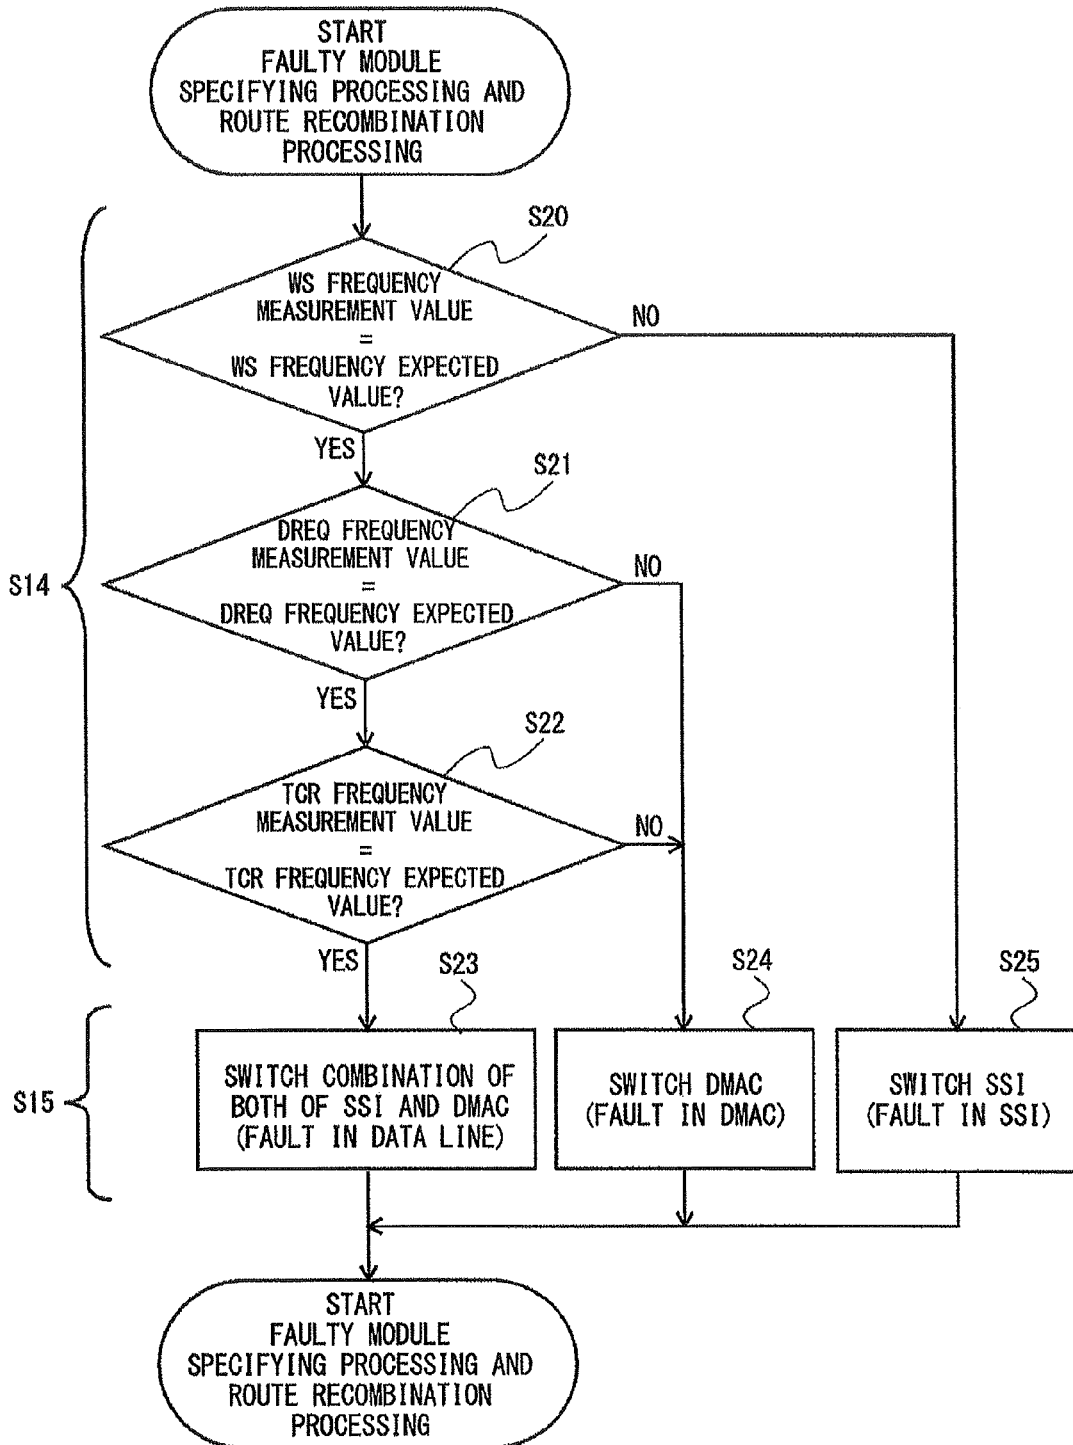 START
FAULTY MODULE
SPECIFYING PROCESSING AND
ROUTE RECOMBINATION
PROCESSING
S20
WS FREQUENCY
MEASUREMENT VALUE
=
WS FREQUENCY EXPECTED
VALUE?
NO
YES
S21
DREQ FREQUENCY
MEASUREMENT VALUE
=
DREQ FREQUENCY EXPECTED
VALUE?
NO
S14
YES
S22
TCR FREQUENCY
MEASUREMENT VALUE
=
TCR FREQUENCY EXPECTED
VALUE?
NO
YES
S23
S24
S25
S15
SWITCH COMBINATION OF
BOTH OF SSI AND DMAC
(FAULT IN DATA LINE)
SWITCH DMAC
(FAULT IN DMAC)
SWITCH SSI
(FAULT IN SSI)
START
FAULTY MODULE
SPECIFYING PROCESSING AND
ROUTE RECOMBINATION
PROCESSING